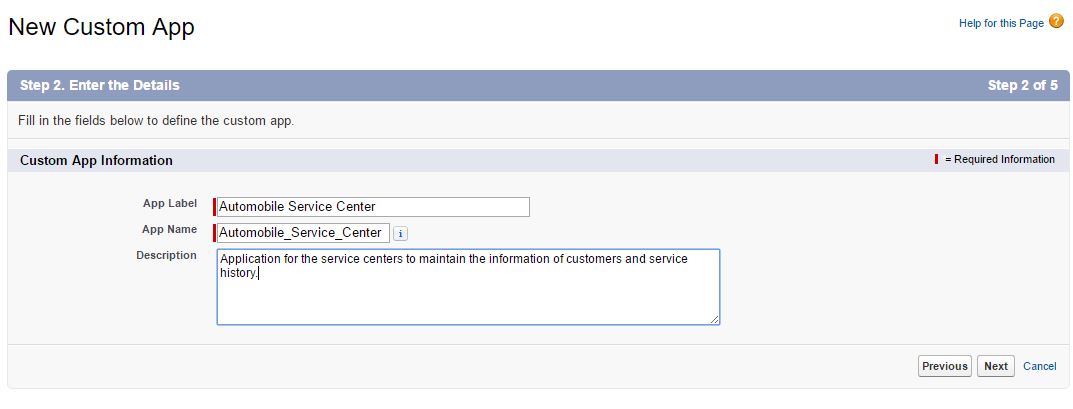 New Custom App
Help for this Page ?
Step 2. Enter the Details
Step 2 of 5
Fill in the fields below to define the custom app.
Custom App Information
= Required Information
App Label
Automobile Service Center
App Name
Automobile_Service_Center
i
Description
Application for the service centers to maintain the information of customers and service
history.
Previous
Next
Cancel